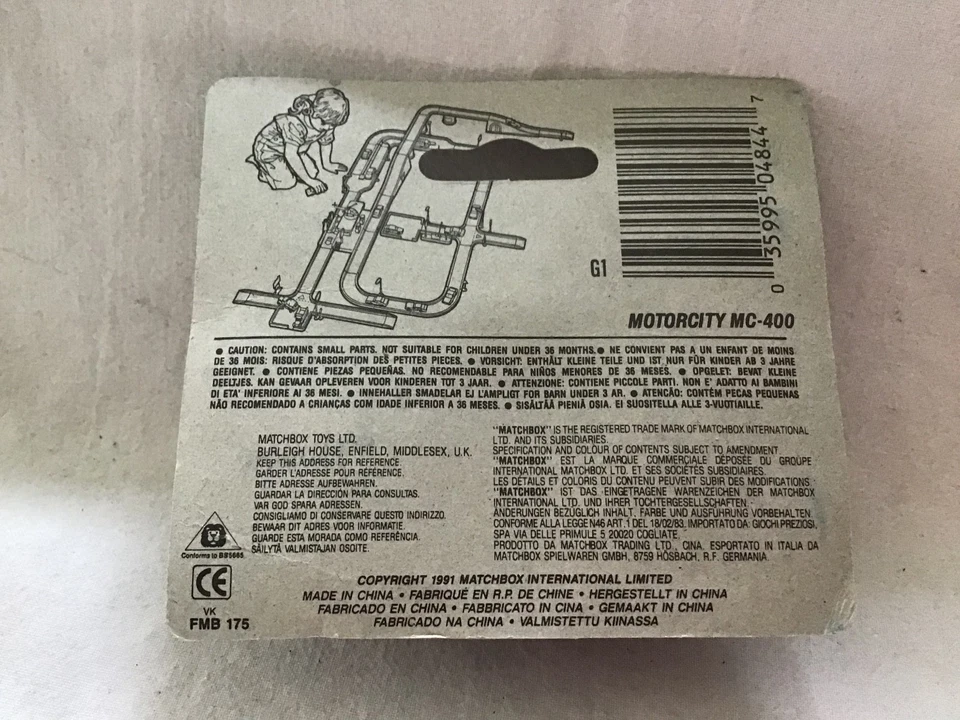 0 35995 04844 7
G1
MOTORCITY MC-400
● CAUTION: CONTAINS SMALL PARTS. NOT SUITABLE FOR CHILDREN UNDER 36 MONTHS. ● NE CONVIENT PAS A UN ENFANT DE MOINS
DE 36 MOIS: RISQUE D'ABSORPTION DES PETITES PIECES. ● VORSICHT: ENTHÄLT KLEINE TEILE UND IST NUR FÜR KINDER AB 3 JAHRE
GEEIGNET. ● CONTIENE PIEZAS PEQUEÑAS. NO RECOMENDABLE PARA NIÑOS MENORES DE 36 MESES. ● OPGELET: BEVAT KLEINE
DEELTJES. KAN GEVAAR OPLEVEREN VOOR KINDEREN TOT 3 JAAR. ● ATTENZIONE: CONTIENE PICCOLE PARTI. NON E' ADATTO AI BAMBINI
DI ETA' INFERIORE AI 36 MESI. ● INNEHALLER SMADELAR EJ LAMPLIGT FOR BARN UNDER 3 AR. ● ATENCÃO: CONTÉM PECAS PEQUENAS
NÃO RECOMENDADO A CRIANÇAS COM IDADE INFERIOR A 36 MESES. ● SISÄLTÄÄ PIENIÄ OSIA. EI SUOSITELLA ALLE 3-VUOTIAILLE.
MATCHBOX TOYS LTD.
BURLEIGH HOUSE, ENFIELD, MIDDLESEX, U.K.
KEEP THIS ADDRESS FOR REFERENCE.
GARDER L'ADRESSE POUR RÉFERENCE.
BITTE ADRESSE AUFBEWAHREN.
GUARDAR LA DIRECCIÓN PARA CONSULTAS.
VAR GOD SPARA ADRESSEN.
CONSIGLIAMO DI CONSERVARE QUESTO INDIRIZZO.
BEWAAR DIT ADRES VOOR INFORMATIE.
GUARDE ESTA MORADA COMO REFERÊNCIA.
SÄILYTÄ VALMISTAJAN OSOITE.
"MATCHBOX" IS THE REGISTERED TRADE MARK OF MATCHBOX INTERNATIONAL
LTD. AND ITS SUBSIDIARIES.
SPECIFICATION AND COLOUR OF CONTENTS SUBJECT TO AMENDMENT.
"MATCHBOX" EST LA MARQUE COMMERCIALE DÉPOSÉE DU GROUPE
INTERNATIONAL MATCHBOX LTD. ET SES SOCIÉTÉS SUBSIDIAIRES.
LES DÉTAILS ET COLORIS DU CONTENU PEUVENT SUBIR DES MODIFICATIONS.
"MATCHBOX" IST DAS EINGETRAGENE WARENZEICHEN DER MATCHBOX
INTERNATIONAL LTD. UND IHRER TOCHTERGESELLSCHAFTEN.
ÄNDERUNGEN BEZÜGLICH INHALT, FARBE UND AUSFÜHRUNG VORBEHALTEN.
CONFORME ALLA LEGGE N46 ART. 1 DEL 18/02/83. IMPORTATO DA: GIOCHI PREZIOSI,
SPA VIA DELLE PRIMULE 5 20020 COGLIATE.
PRODOTTO DA MATCHBOX TRADING LTD., CINA. ESPORTATO IN ITALIA DA
MATCHBOX SPIELWAREN GMBH, 8759 HÖSBACH, R.F. GERMANIA.
Conforms to BS5665
CE
VK
FMB 175
COPYRIGHT 1991 MATCHBOX INTERNATIONAL LIMITED
MADE IN CHINA • FABRIQUÉ EN R.P. DE CHINE • HERGESTELLT IN CHINA
FABRICADO EN CHINA • FABBRICATO IN CINA • GEMAAKT IN CHINA
FABRICADO NA CHINA • VALMISTETTU KIINASSA